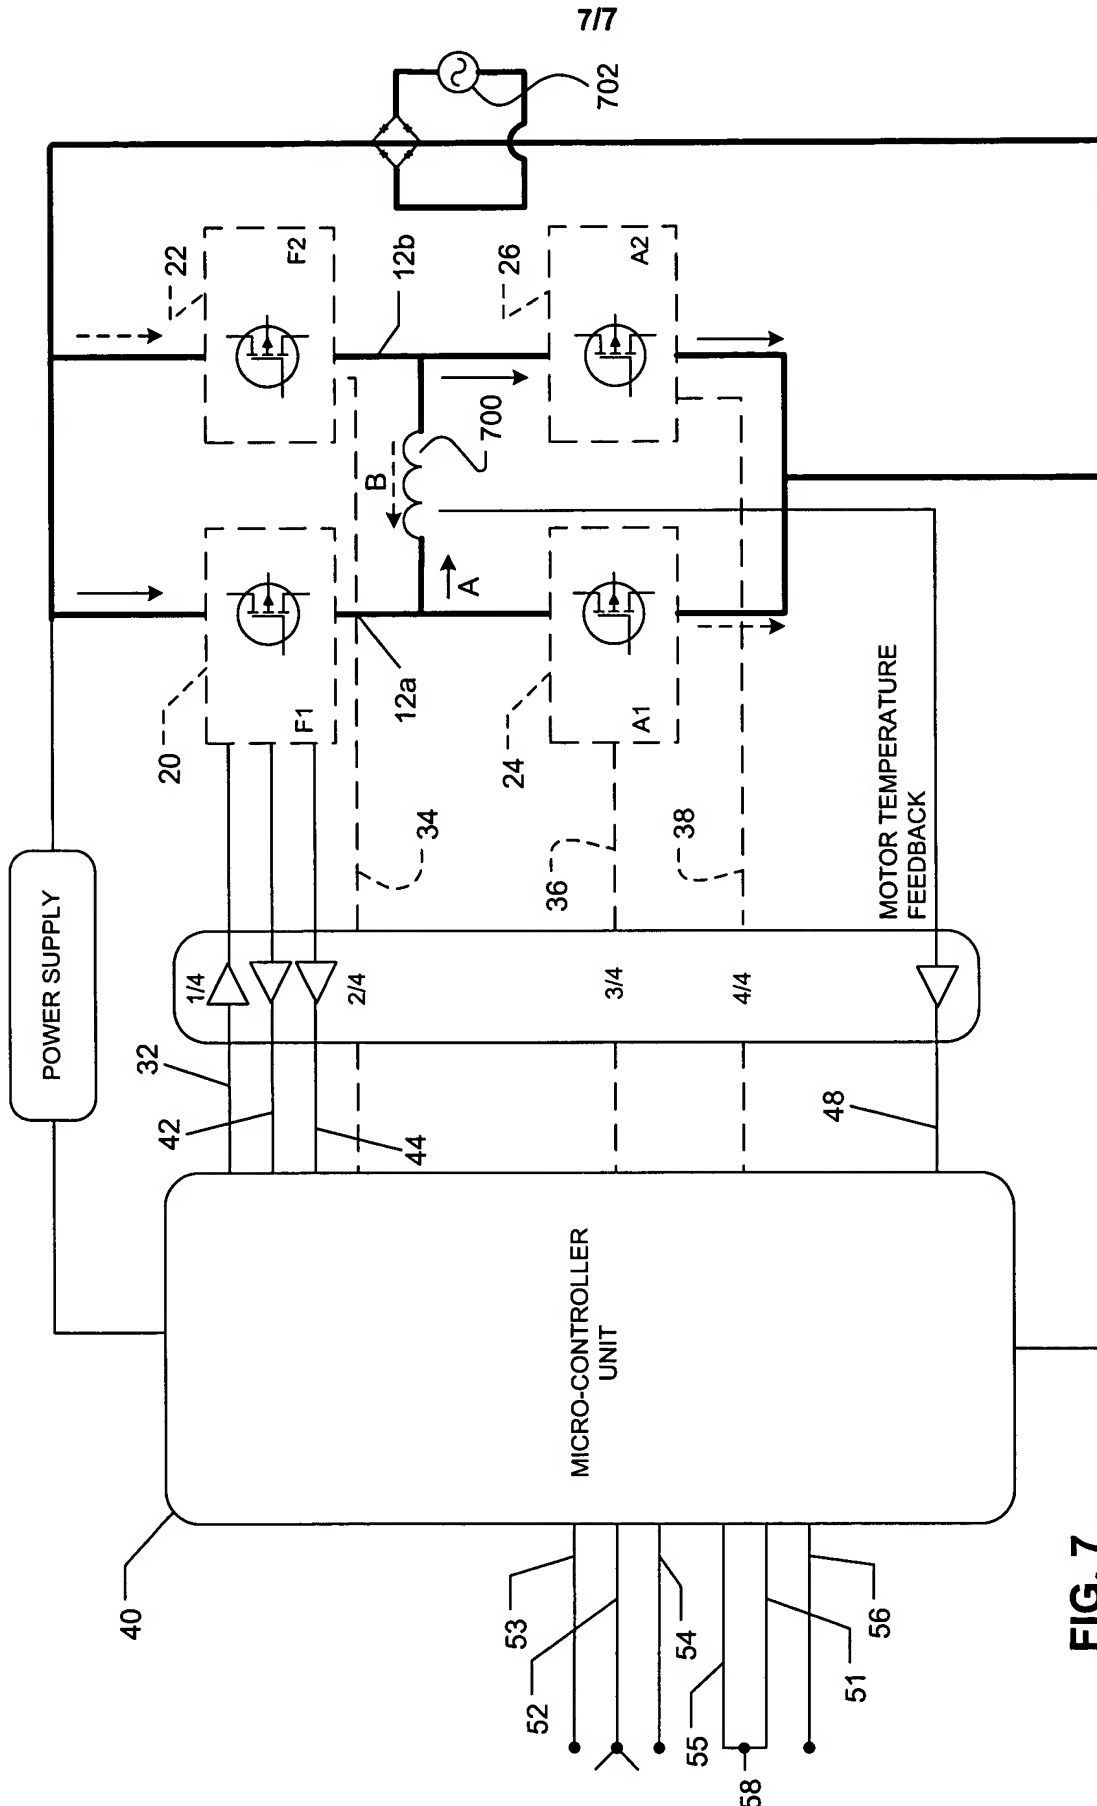 7/7
702
22
F2
12b
26
A2
700
B
A
20
F1
12a
24
A1
34
36
38
MOTOR TEMPERATURE
FEEDBACK
POWER SUPPLY
1/4
2/4
3/4
4/4
32
42
44
48
MICRO-CONTROLLER
UNIT
40
53
52
54
55
51
56
58
FIG. 7